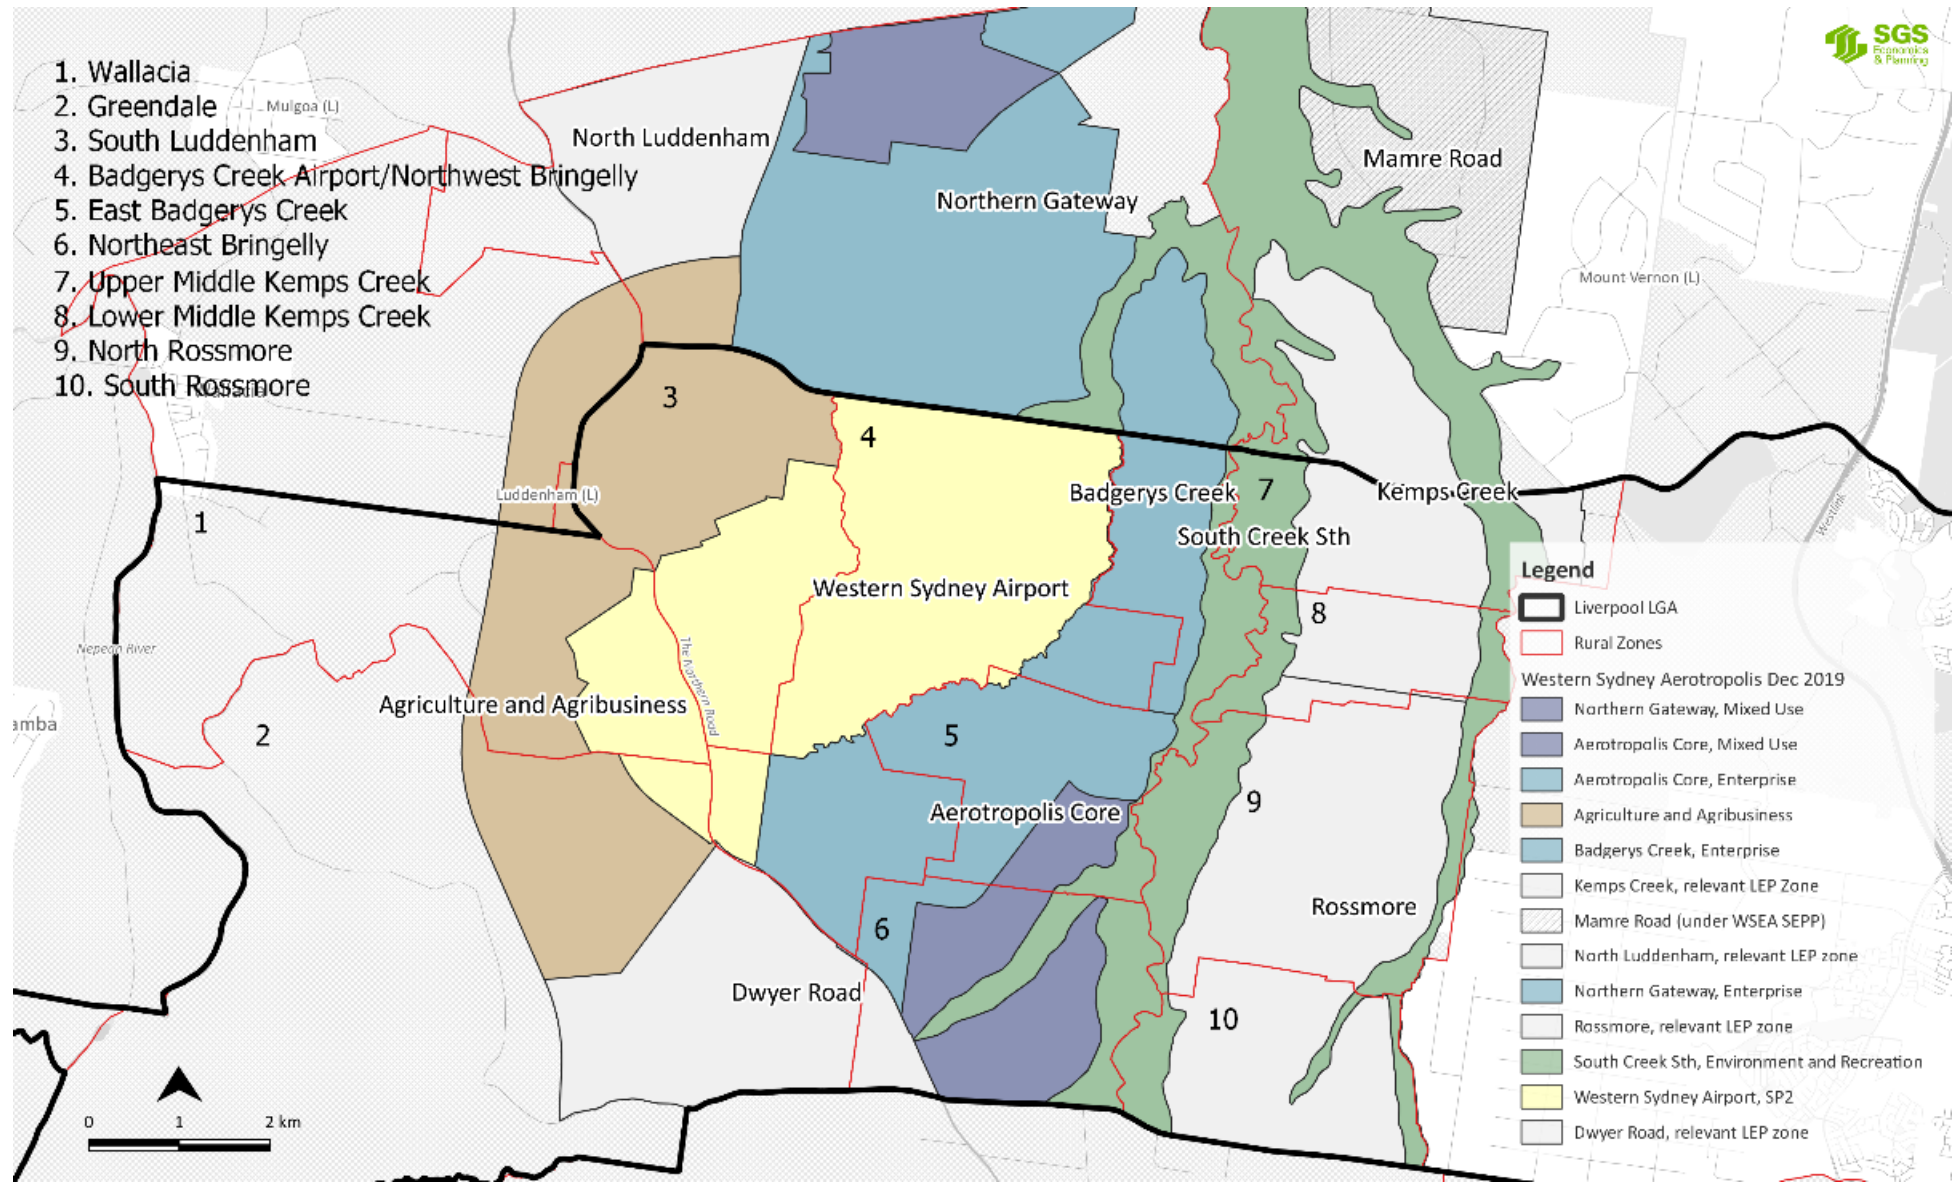 SGS
Economics
& Planning
1. Wallacia
2. Greendale
3. South Luddenham
4. Badgerys Creek Airport/Northwest Bringelly
5. East Badgerys Creek
6. Northeast Bringelly
7. Upper Middle Kemps Creek
8. Lower Middle Kemps Creek
9. North Rossmore
10. South Rossmore
Mulgoa (L)
North Luddenham
Mamre Road
Northern Gateway
Mount Vernon (L)
Wallacia
3
4
Luddenham (L)
Badgerys Creek
7
Kemps Creek
Westlink
1
South Creek Sth
Western Sydney Airport
8
Nepean River
The Northern Road
Agriculture and Agribusiness
amba
2
5
Aerotropolis Core
9
Rossmore
6
Dwyer Road
10
0 1 2 km
Legend
Liverpool LGA
Rural Zones
Western Sydney Aerotropolis Dec 2019
Northern Gateway, Mixed Use
Aerotropolis Core, Mixed Use
Aerotropolis Core, Enterprise
Agriculture and Agribusiness
Badgerys Creek, Enterprise
Kemps Creek, relevant LEP Zone
Mamre Road (under WSEA SEPP)
North Luddenham, relevant LEP zone
Northern Gateway, Enterprise
Rossmore, relevant LEP zone
South Creek Sth, Environment and Recreation
Western Sydney Airport, SP2
Dwyer Road, relevant LEP zone